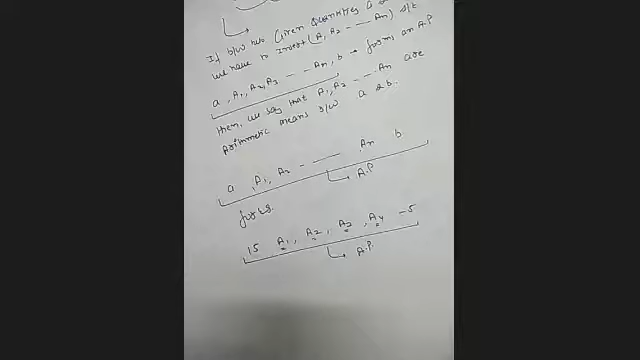 If b/w two Given Quantities a &
we have to Insert (A, A2 - - - An) s/t
a, A1, A2, A3 - - - An, b → forms an A.P
then, we say that A1, A2 - - - An are
Arithmetic means b/w a & b.
a A1, A2 - —— An b
↳ A.P
forms
15 A1, A2, A3, A4 -5
↳ A.P.